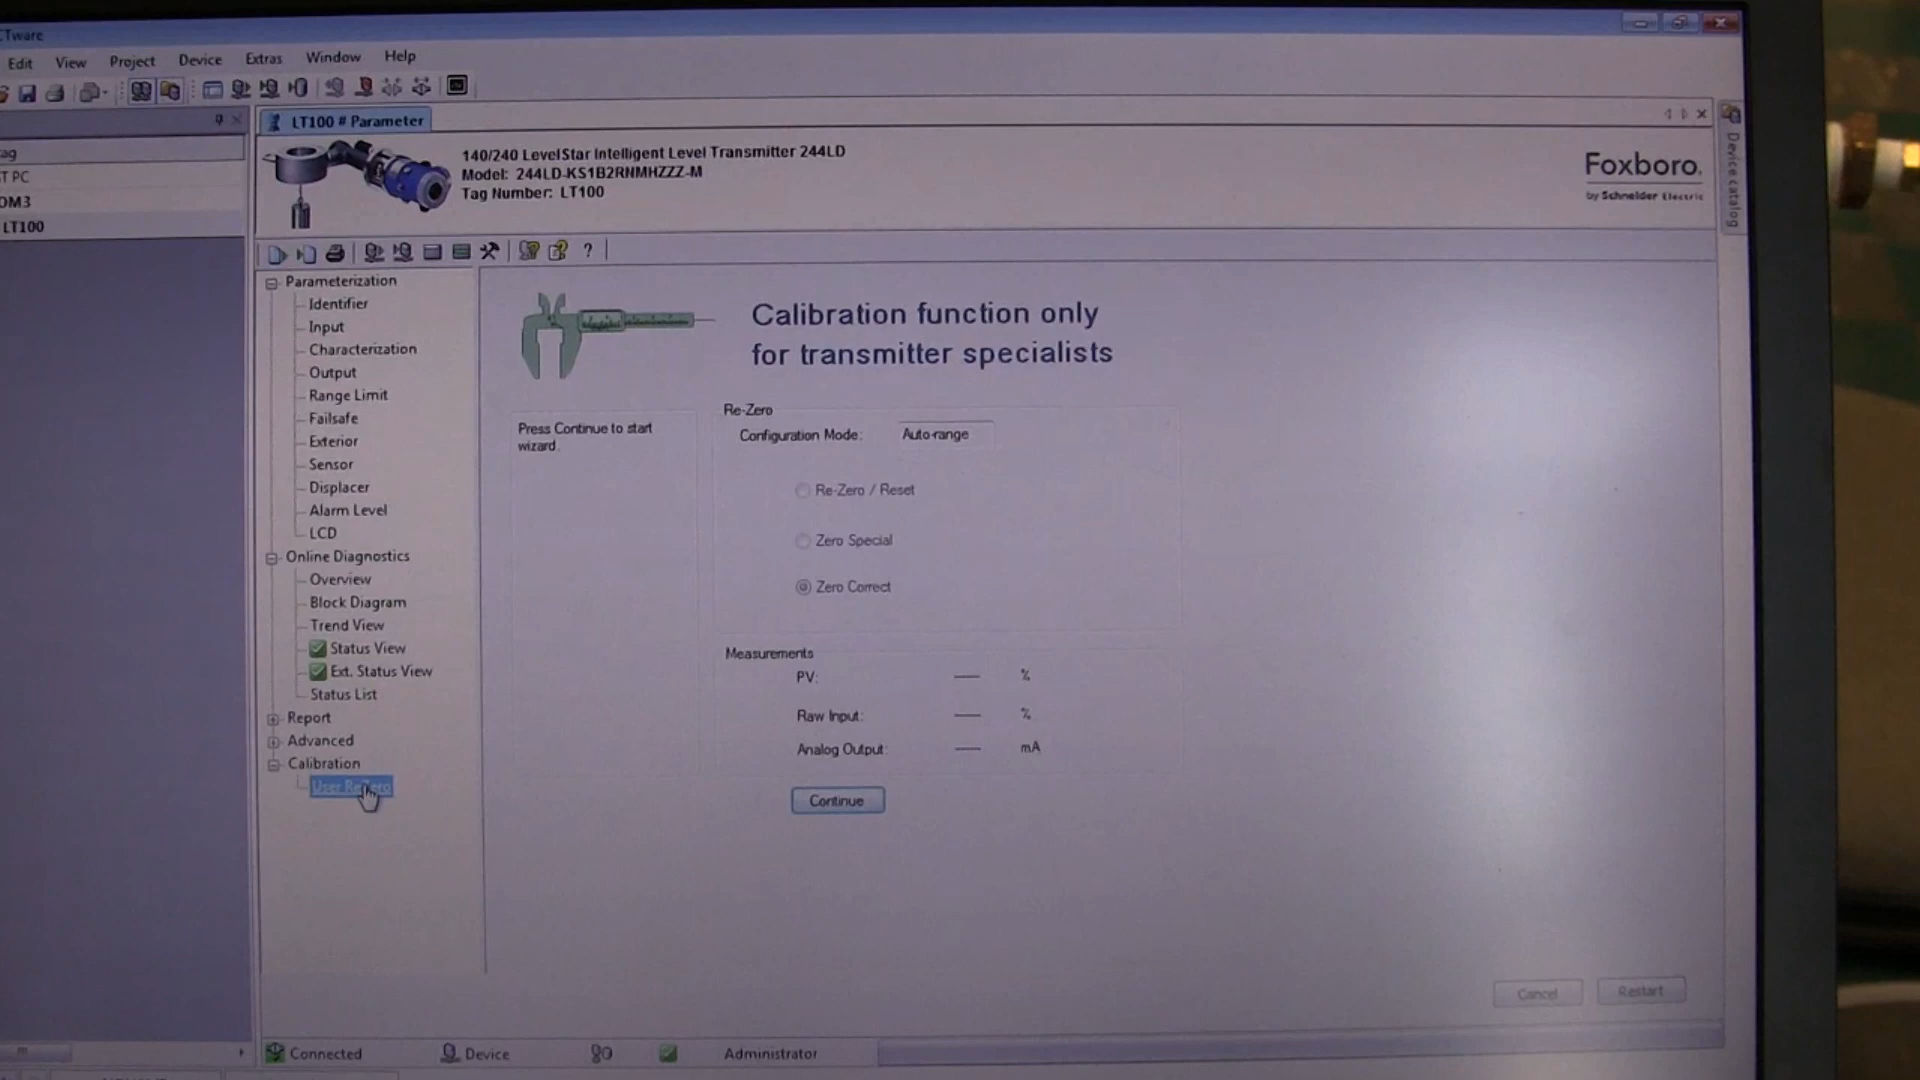 CTware
Edit View Project Device Extras Window Help
LT100 # Parameter
140/240 LevelStar Intelligent Level Transmitter 244LD
Model: 244LD-KS1B2RNMHZZZ-M
Tag Number: LT100
Foxboro.
by Schneider Electric
Device catalog
ag
T PC
OM3
LT100
?
Parameterization
Identifier
Input
Characterization
Output
Range Limit
Failsafe
Exterior
Sensor
Displacer
Alarm Level
LCD
Online Diagnostics
Overview
Block Diagram
Trend View
Status View
Ext. Status View
Status List
Report
Advanced
Calibration
User ReZero
Calibration function only
for transmitter specialists
Press Continue to start
wizard.
Re-Zero
Configuration Mode: Auto-range
Re-Zero / Reset
Zero Special
Zero Correct
Measurements
PV: ---- %
Raw Input: ---- %
Analog Output: ---- mA
Continue
Cancel Restart
Connected Device Administrator